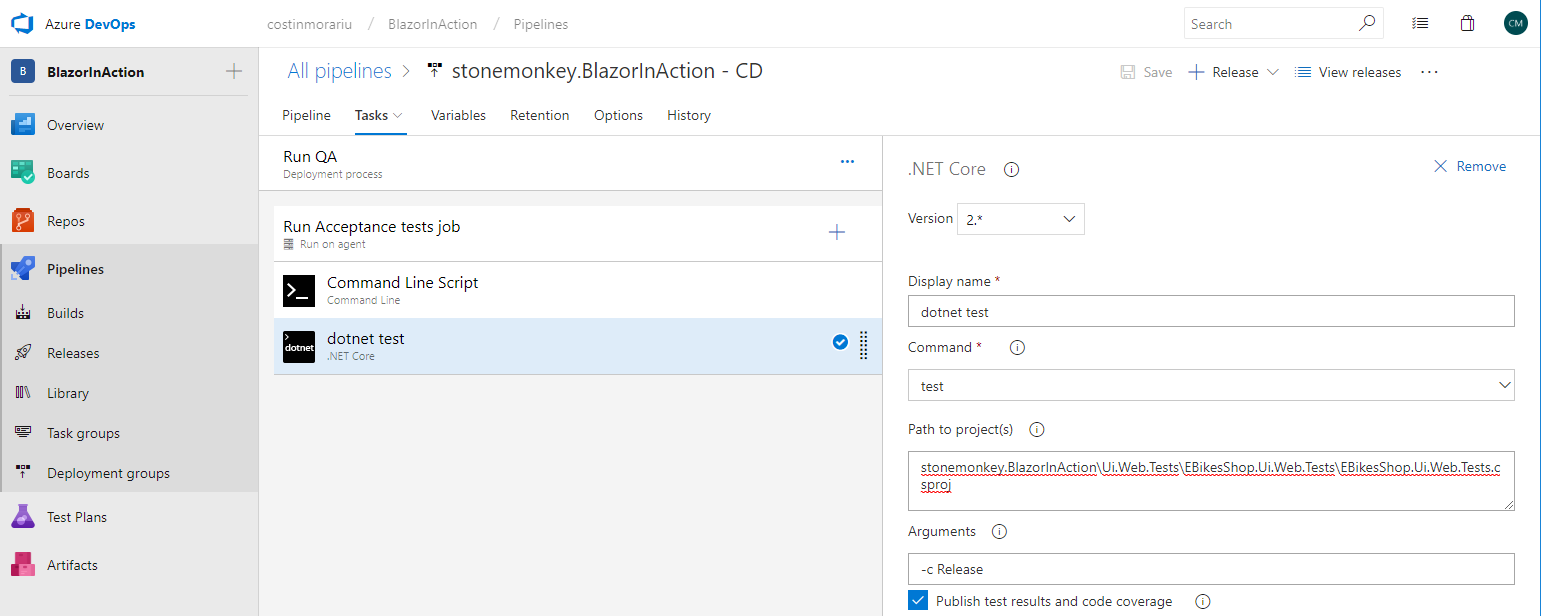 Azure DevOps
costinmorariu / BlazorInAction / Pipelines
Search
CM
B BlazorInAction
Overview
Boards
Repos
Pipelines
Builds
Releases
Library
Task groups
Deployment groups
Test Plans
Artifacts
All pipelines > stonemonkey.BlazorInAction - CD
Save + Release View releases ...
Pipeline Tasks Variables Retention Options History
Run QA
Deployment process
Run Acceptance tests job
Run on agent
Command Line Script
Command Line
dotnet
dotnet test
.NET Core
.NET Core
Remove
Version 2.*
Display name *
dotnet test
Command *
test
Path to project(s)
stonemonkey.BlazorInAction\Ui.Web.Tests\EBikesShop.Ui.Web.Tests\EBikesShop.Ui.Web.Tests.c
sproj
Arguments
-c Release
Publish test results and code coverage